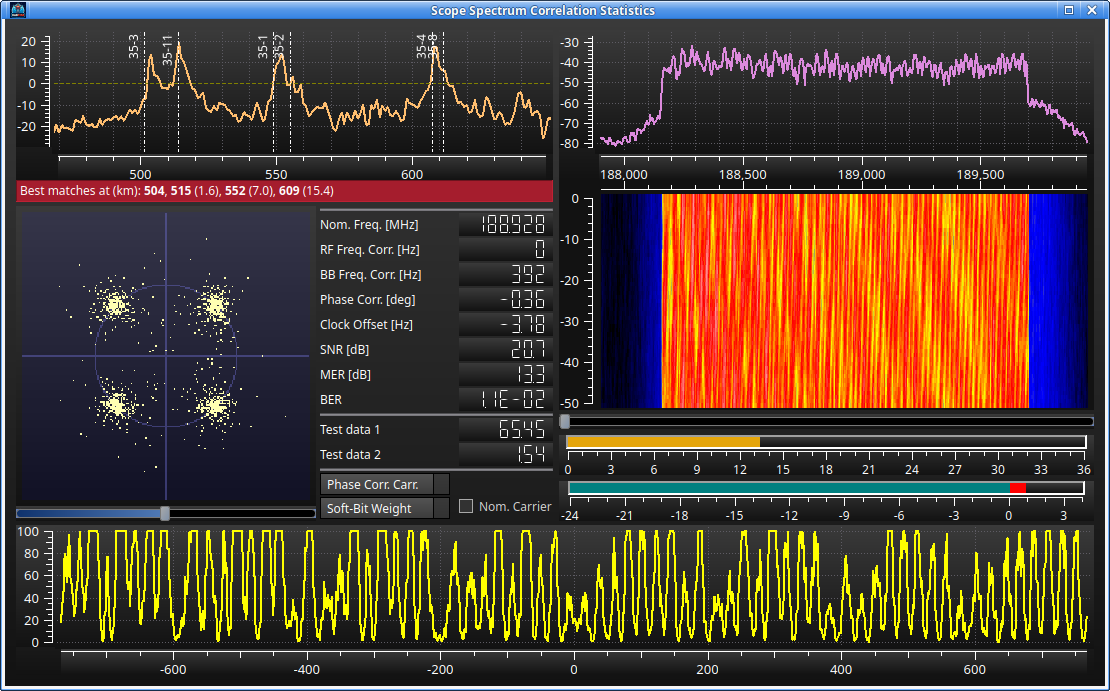 Scope Spectrum Correlation Statistics
20
10
0
-10
-20
35-3
35-11
35-1
35-2
35-4
35-8
500
550
600
Best matches at (km): 504, 515 (1.6), 552 (7.0), 609 (15.4)
-30
-40
-50
-60
-70
-80
188,000 188,500 189,000 189,500
0
-10
-20
-30
-40
-50
Nom. Freq. [MHz] 188.928
RF Freq. Corr. [Hz] 0
BB Freq. Corr. [Hz] 392
Phase Corr. [deg] -0.36
Clock Offset [Hz] -3.78
SNR [dB] 20.7
MER [dB] 13.3
BER 1.1E-02
Test data 1 65.45
Test data 2 1.54
Phase Corr. Carr.
Soft-Bit Weight
Nom. Carrier
0 3 6 9 12 15 18 21 24 27 30 33 36
-24 -21 -18 -15 -12 -9 -6 -3 0 3
100
80
60
40
20
0
-600 -400 -200 0 200 400 600